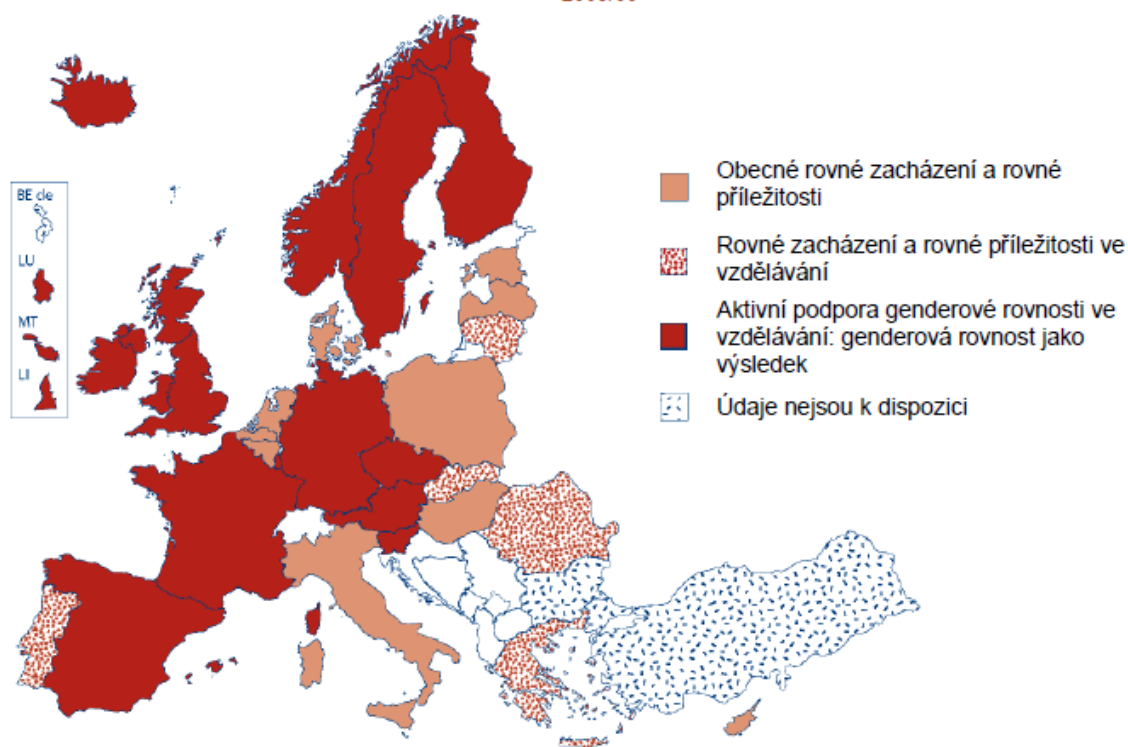 BE de
LU
MT
LI
Obecné rovné zacházení a rovné
příležitosti
Rovné zacházení a rovné příležitosti ve
vzdělávání
Aktivní podpora genderové rovnosti ve
vzdělávání: genderová rovnost jako
výsledek
Údaje nejsou k dispozici